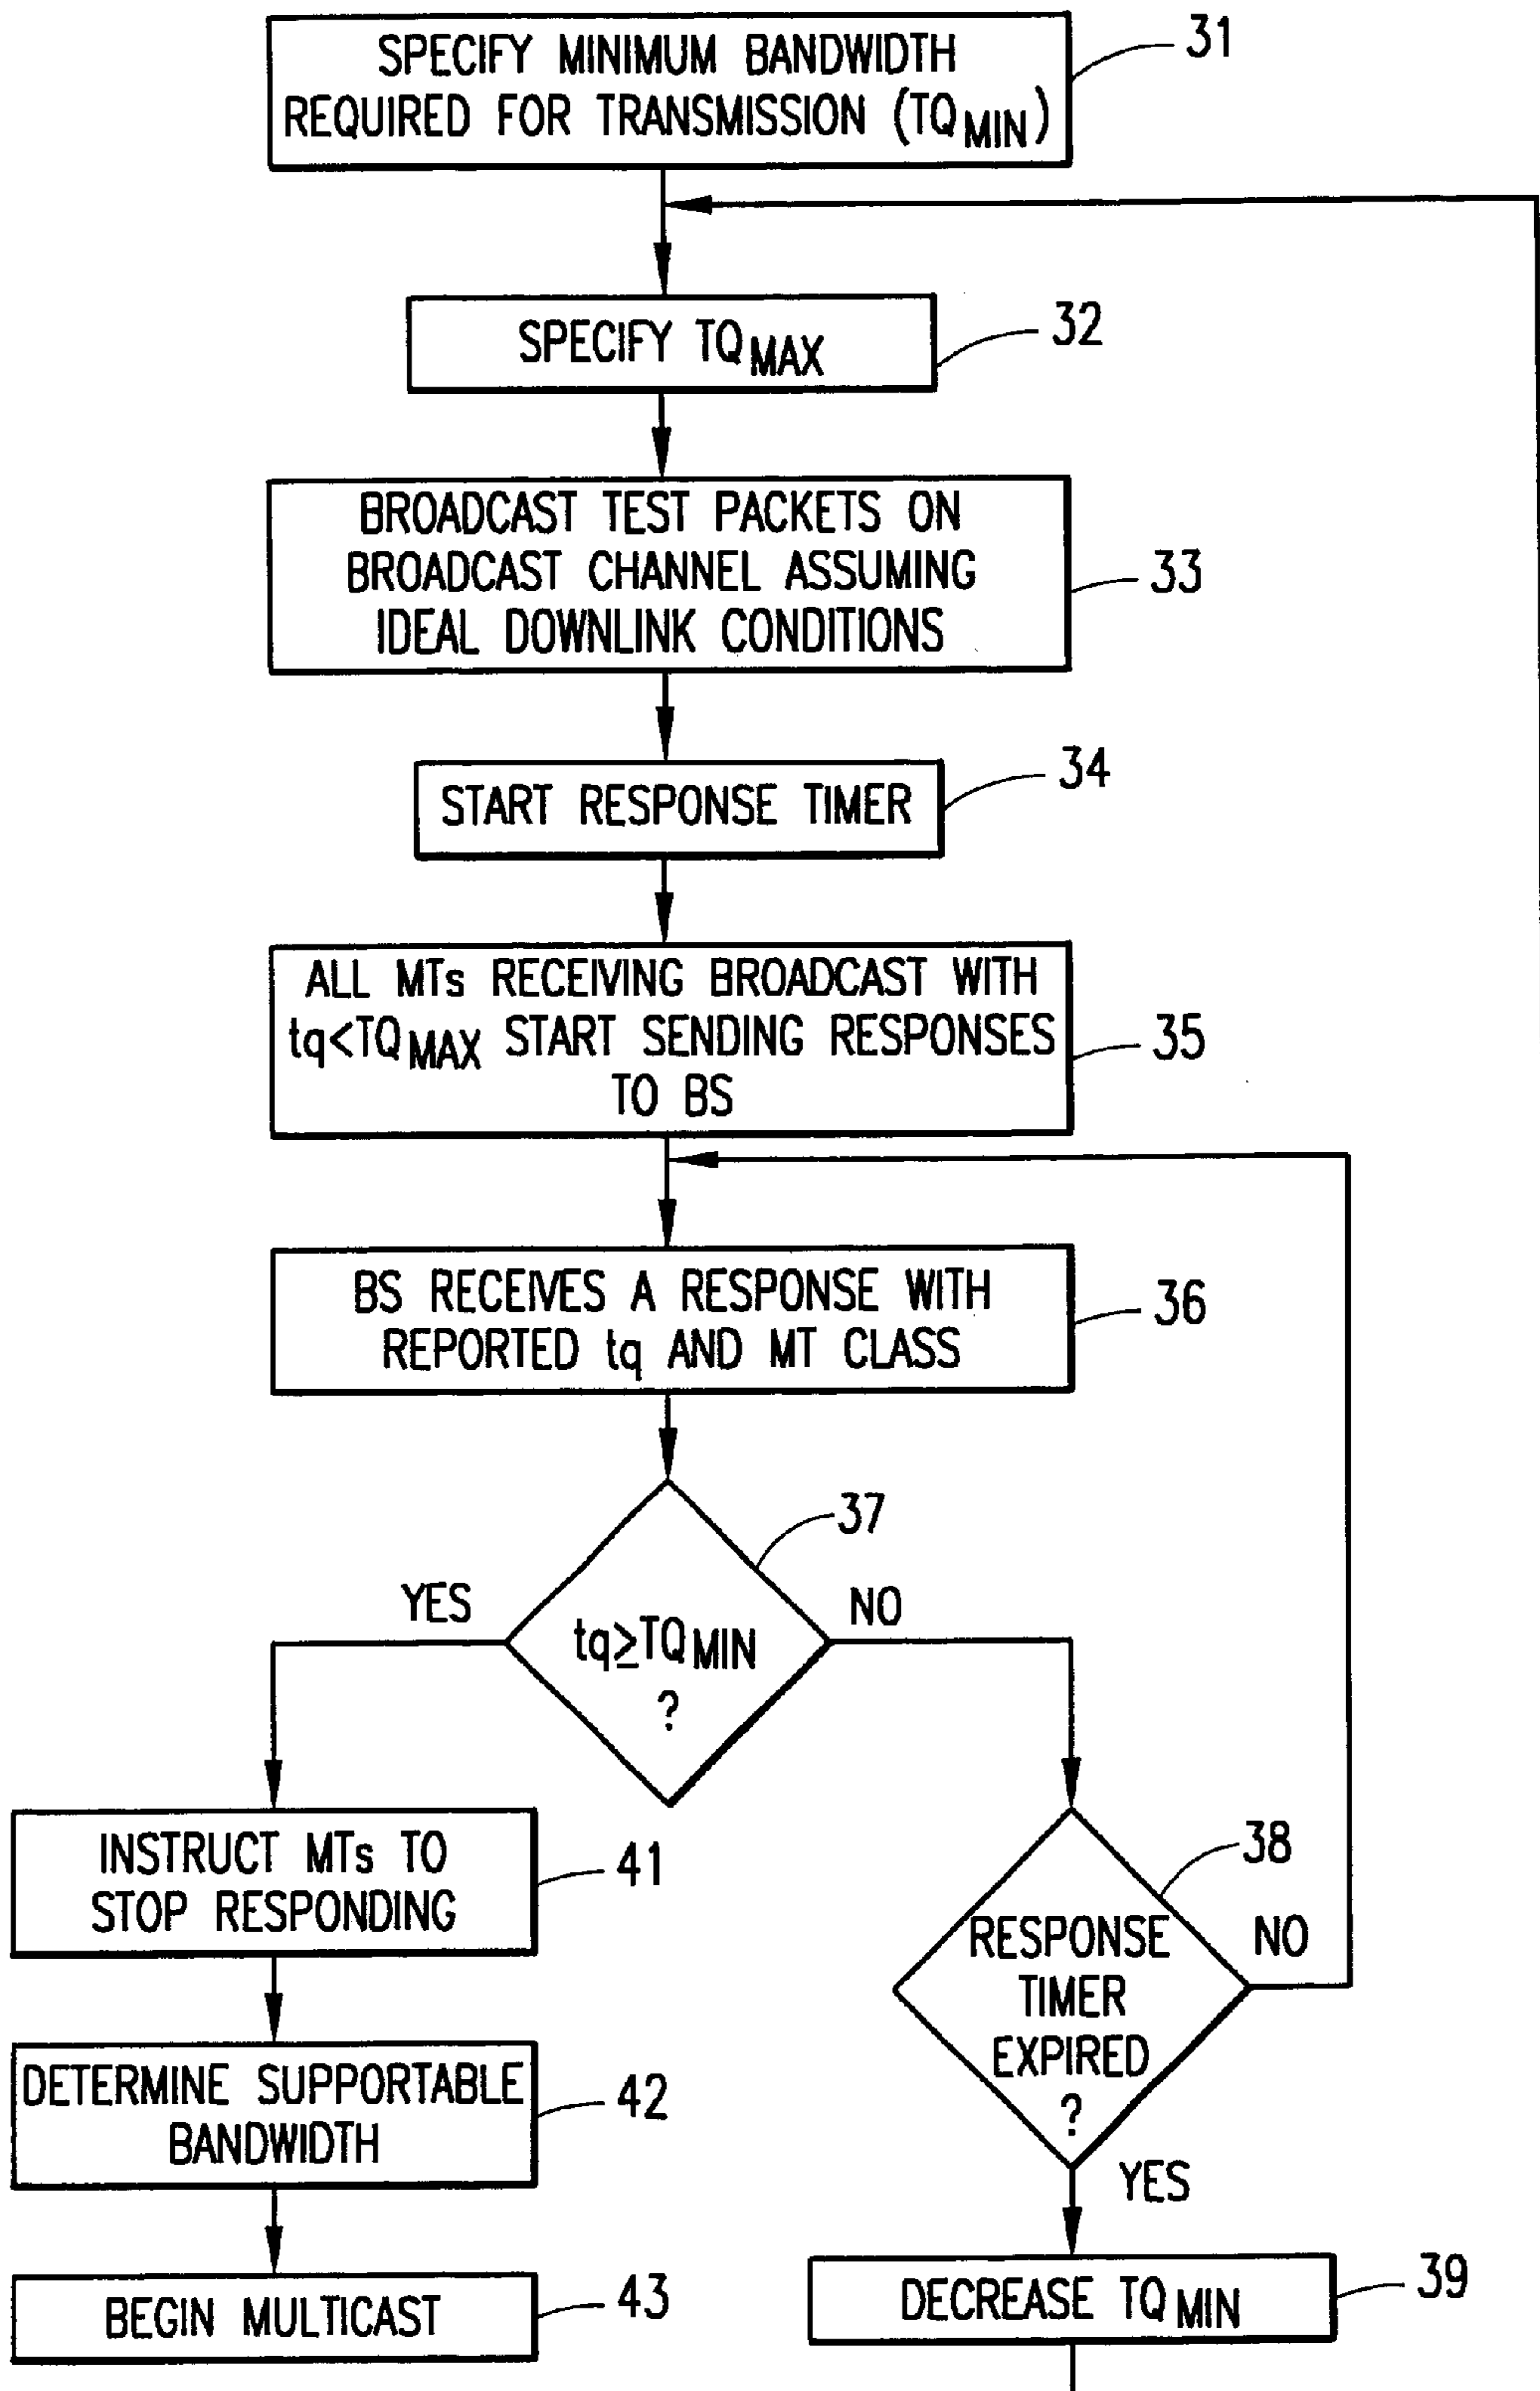 SPECIFY MINIMUM BANDWIDTH
REQUIRED FOR TRANSMISSION (TQMIN)
31
SPECIFY TQMAX
32
BROADCAST TEST PACKETS ON
BROADCAST CHANNEL ASSUMING
IDEAL DOWNLINK CONDITIONS
33
START RESPONSE TIMER
34
ALL MTs RECEIVING BROADCAST WITH
tq<TQMAX START SENDING RESPONSES
TO BS
35
BS RECEIVES A RESPONSE WITH
REPORTED tq AND MT CLASS
36
37
YES
NO
tq≥TQMIN
?
INSTRUCT MTs TO
STOP RESPONDING
41
38
RESPONSE
TIMER
EXPIRED
?
NO
YES
DETERMINE SUPPORTABLE
BANDWIDTH
42
BEGIN MULTICAST
43
DECREASE TQMIN
39